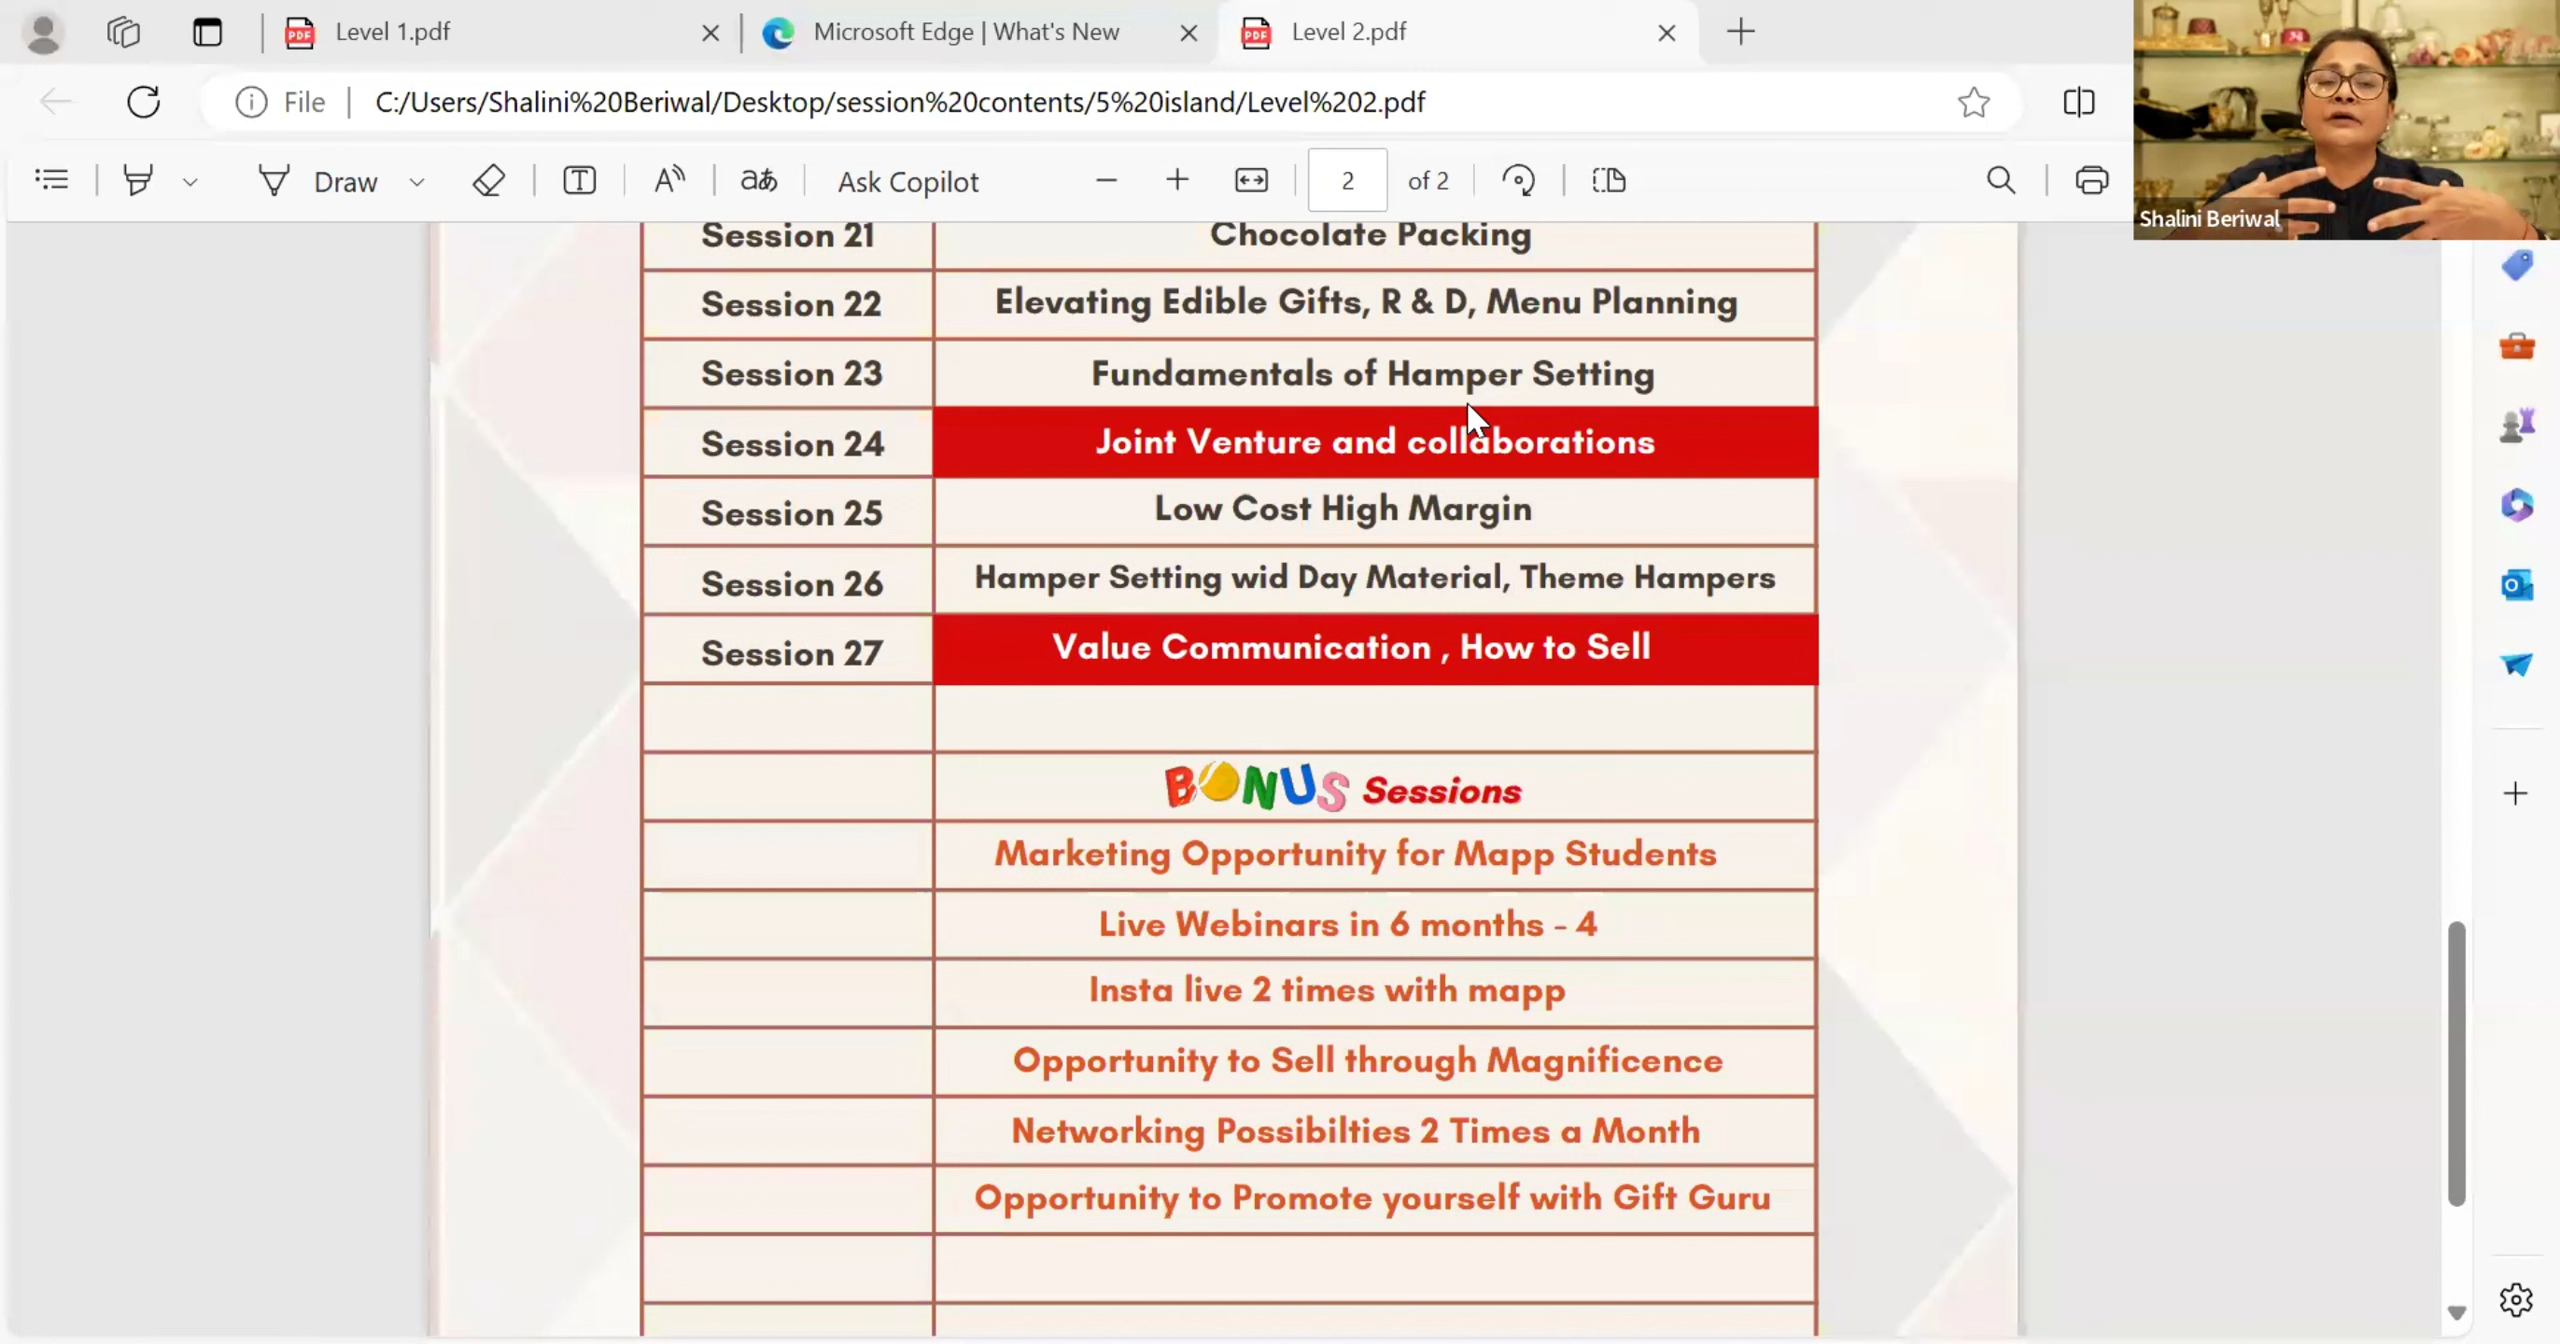 Level 1.pdf
Microsoft Edge | What's New
Level 2.pdf
File
C:/Users/Shalini%20Beriwal/Desktop/session%20contents/5%20island/Level%202.pdf
Draw
aあ
Ask Copilot
2
of 2
Shalini Beriwal
Session 21 Chocolate Packing
Session 22 Elevating Edible Gifts, R & D, Menu Planning
Session 23 Fundamentals of Hamper Setting
Session 24 Joint Venture and collaborations
Session 25 Low Cost High Margin
Session 26 Hamper Setting wid Day Material, Theme Hampers
Session 27 Value Communication , How to Sell
BONUS Sessions
Marketing Opportunity for Mapp Students
Live Webinars in 6 months - 4
Insta live 2 times with mapp
Opportunity to Sell through Magnificence
Networking Possibilties 2 Times a Month
Opportunity to Promote yourself with Gift Guru